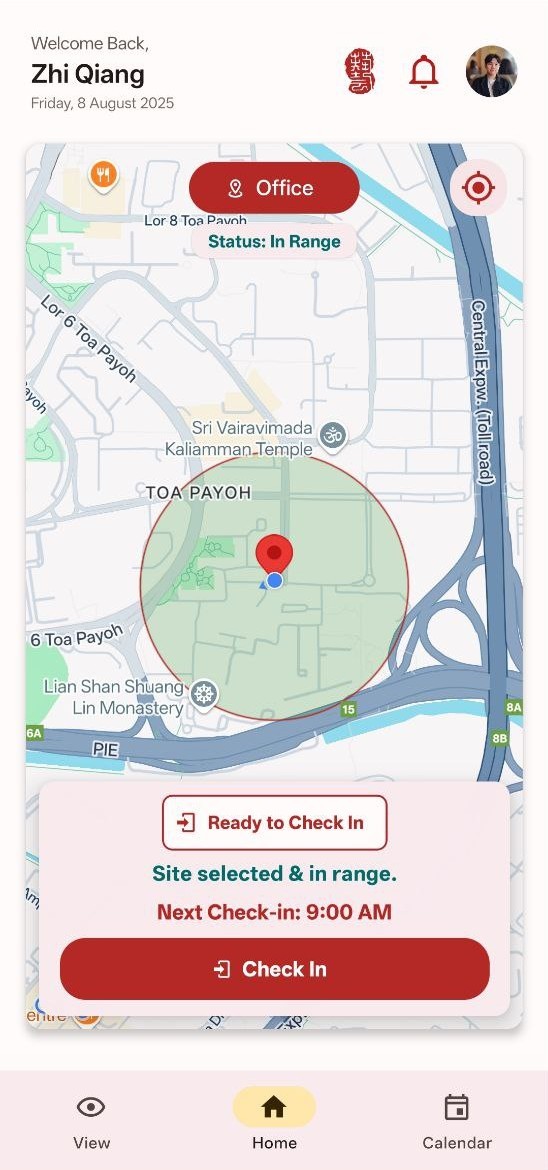 Welcome Back,
Zhi Qiang
Friday, 8 August 2025
Office
Lor 8 Toa Payoh
Status: In Range
Lor 6 Toa Payoh
Central Expw. (Toll road)
ayoh
Sri Vairavimada
Kaliamman Temple
TOA PAYOH
6 Toa Payoh
Lian Shan Shuang
Lin Monastery
15
8A
6A
PIE
8B
Ready to Check In
Site selected & in range.
Next Check-in: 9:00 AM
Check In
entre
View
Home
Calendar